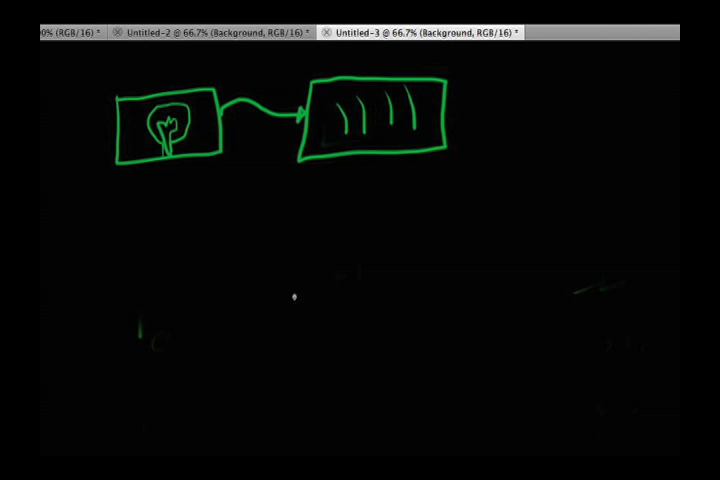 0% (RGB/16) * Untitled-2 @ 66.7% (Background, RGB/16) * Untitled-3 @ 66.7% (Background, RGB/16) *